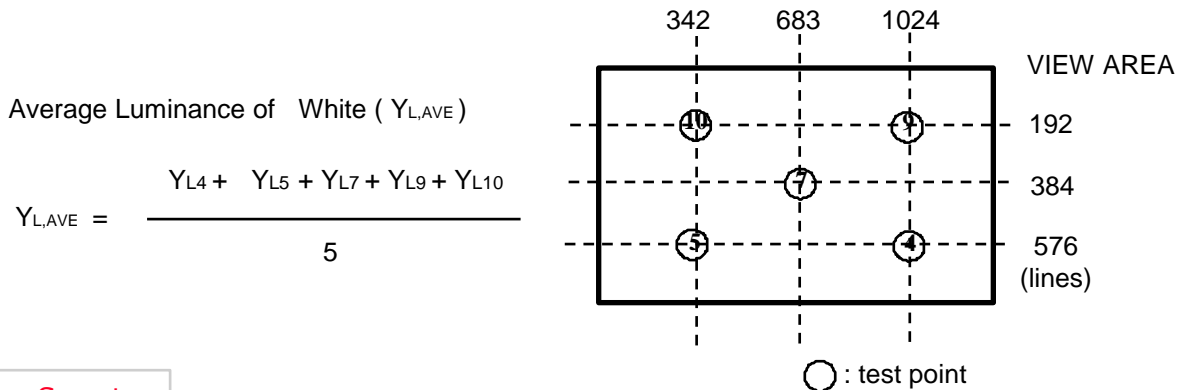 342 683 1024
VIEW AREA
Average Luminance of White ( YL,AVE )
10 9 192
YL4 + YL5 + YL7 + YL9 + YL10
YL,AVE =
5
7 384
5 4 576
(lines)
: test point